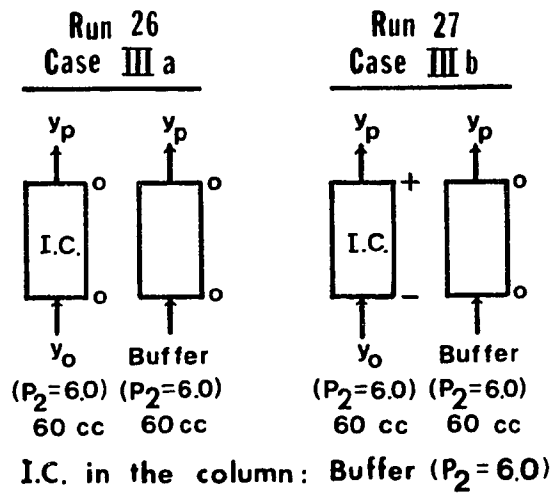 Run 26 Run 27
Case III a Case III b
yp yp yp yp
o o + o
I.C. I.C.
o o - o
yo Buffer yo Buffer
(P2=6.0) (P2=6.0) (P2=6.0) (P2=6.0)
60 cc 60 cc 60 cc 60 cc
I.C. in the column: Buffer (P2=6.0)